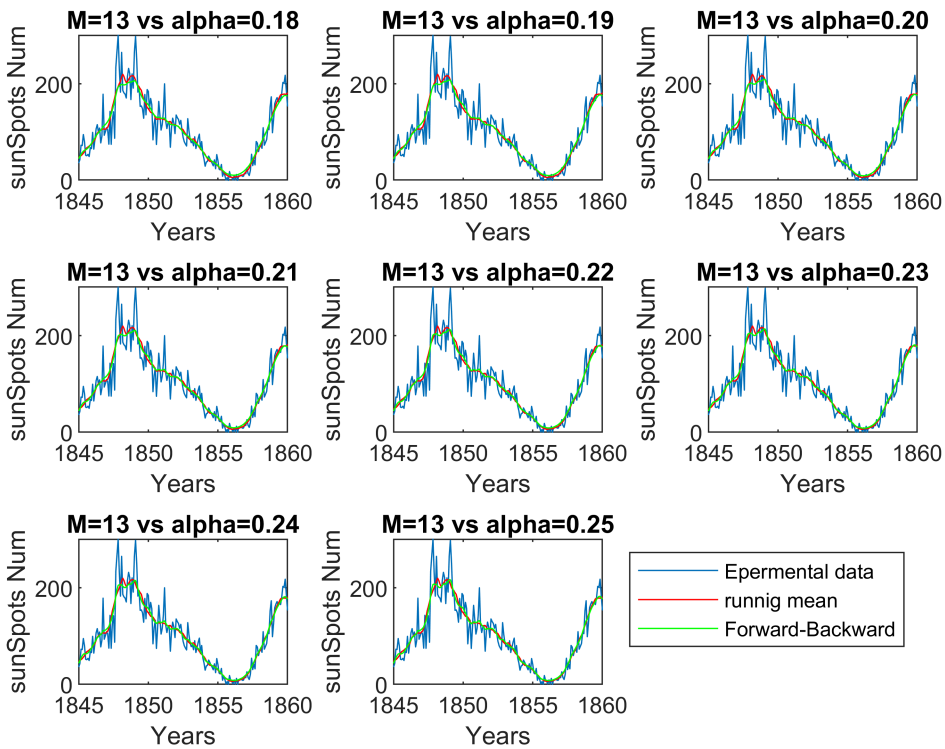 M=13 vs alpha=0.18
sunSpots Num
200
0
1845 1850 1855 1860
Years
M=13 vs alpha=0.19
sunSpots Num
200
0
1845 1850 1855 1860
Years
M=13 vs alpha=0.20
sunSpots Num
200
0
1845 1850 1855 1860
Years
M=13 vs alpha=0.21
sunSpots Num
200
0
1845 1850 1855 1860
Years
M=13 vs alpha=0.22
sunSpots Num
200
0
1845 1850 1855 1860
Years
M=13 vs alpha=0.23
sunSpots Num
200
0
1845 1850 1855 1860
Years
M=13 vs alpha=0.24
sunSpots Num
200
0
1845 1850 1855 1860
Years
M=13 vs alpha=0.25
sunSpots Num
200
0
1845 1850 1855 1860
Years
Epermental data
runnig mean
Forward-Backward